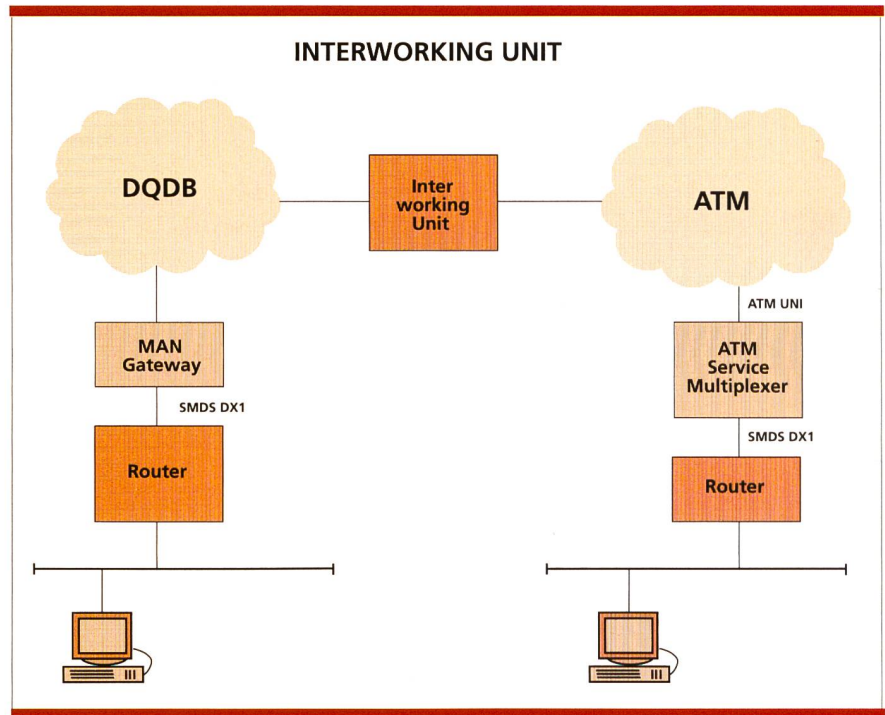 INTERWORKING UNIT
DQDB
Inter
working
Unit
ATM
ATM UNI
MAN
Gateway
ATM
Service
Multiplexer
SMDS DX1
SMDS DX1
Router
Router